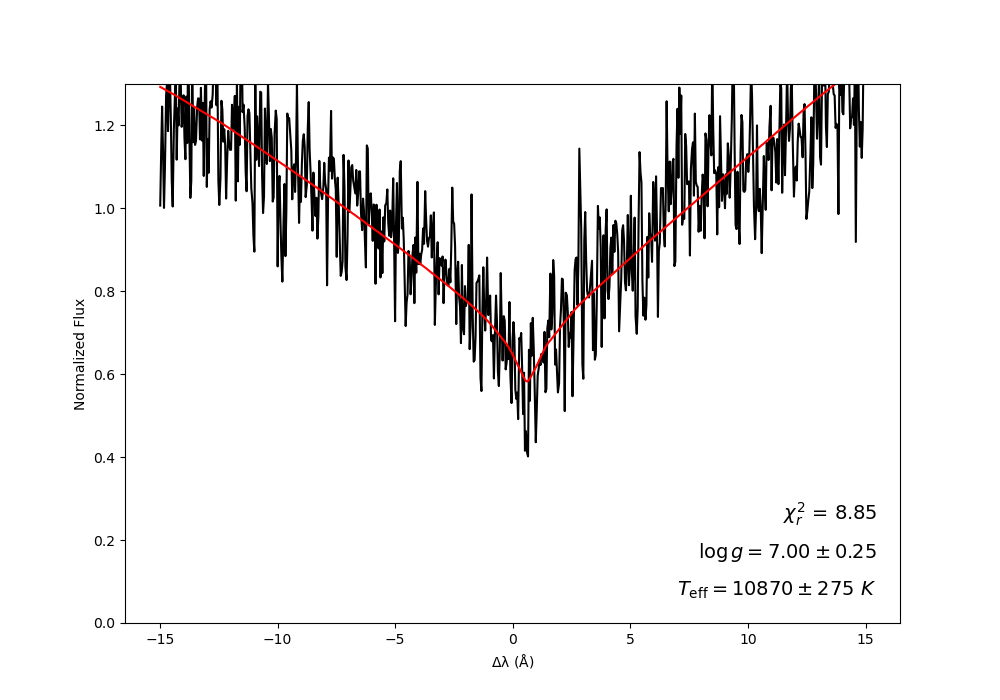 Normalized Flux
1.2
1.0
0.8
0.6
0.4
0.2
0.0
χ²ᵣ = 8.85
log g = 7.00 ± 0.25
T_eff = 10870 ± 275 K
−15 −10 −5 0 5 10 15
Δλ (Å)